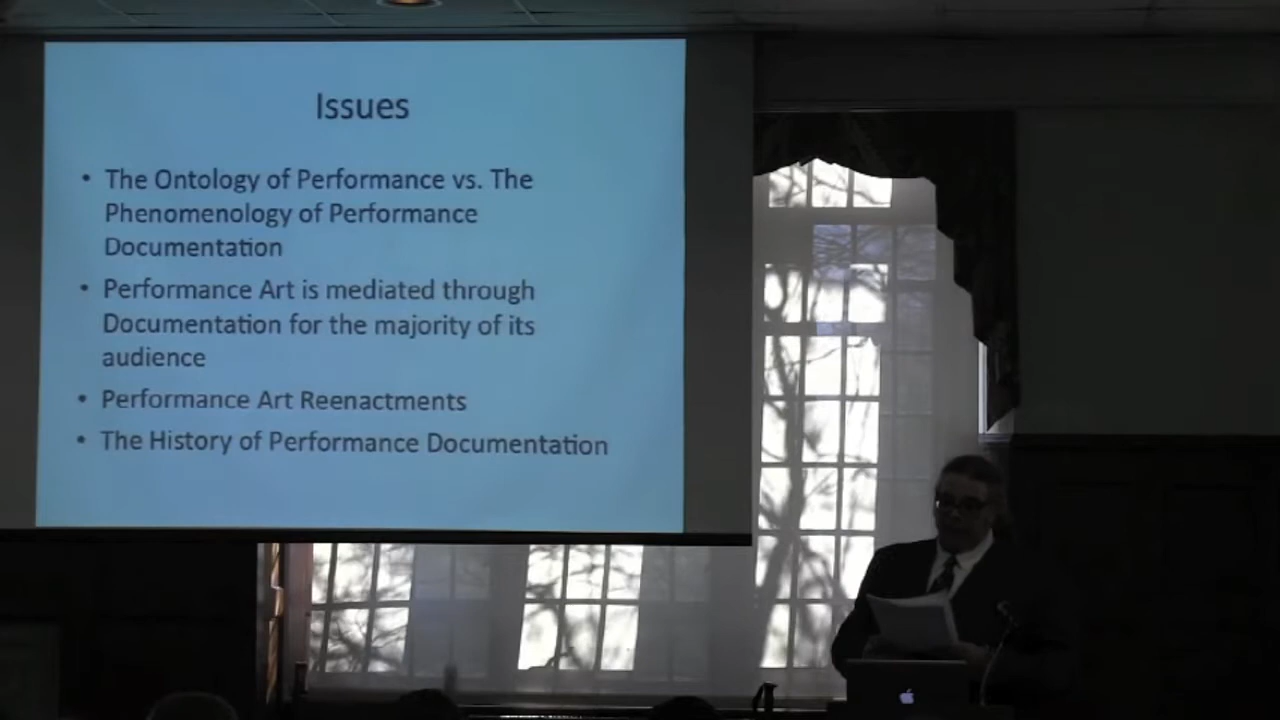 Issues
• The Ontology of Performance vs. The
Phenomenology of Performance
Documentation
• Performance Art is mediated through
Documentation for the majority of its
audience
• Performance Art Reenactments
• The History of Performance Documentation